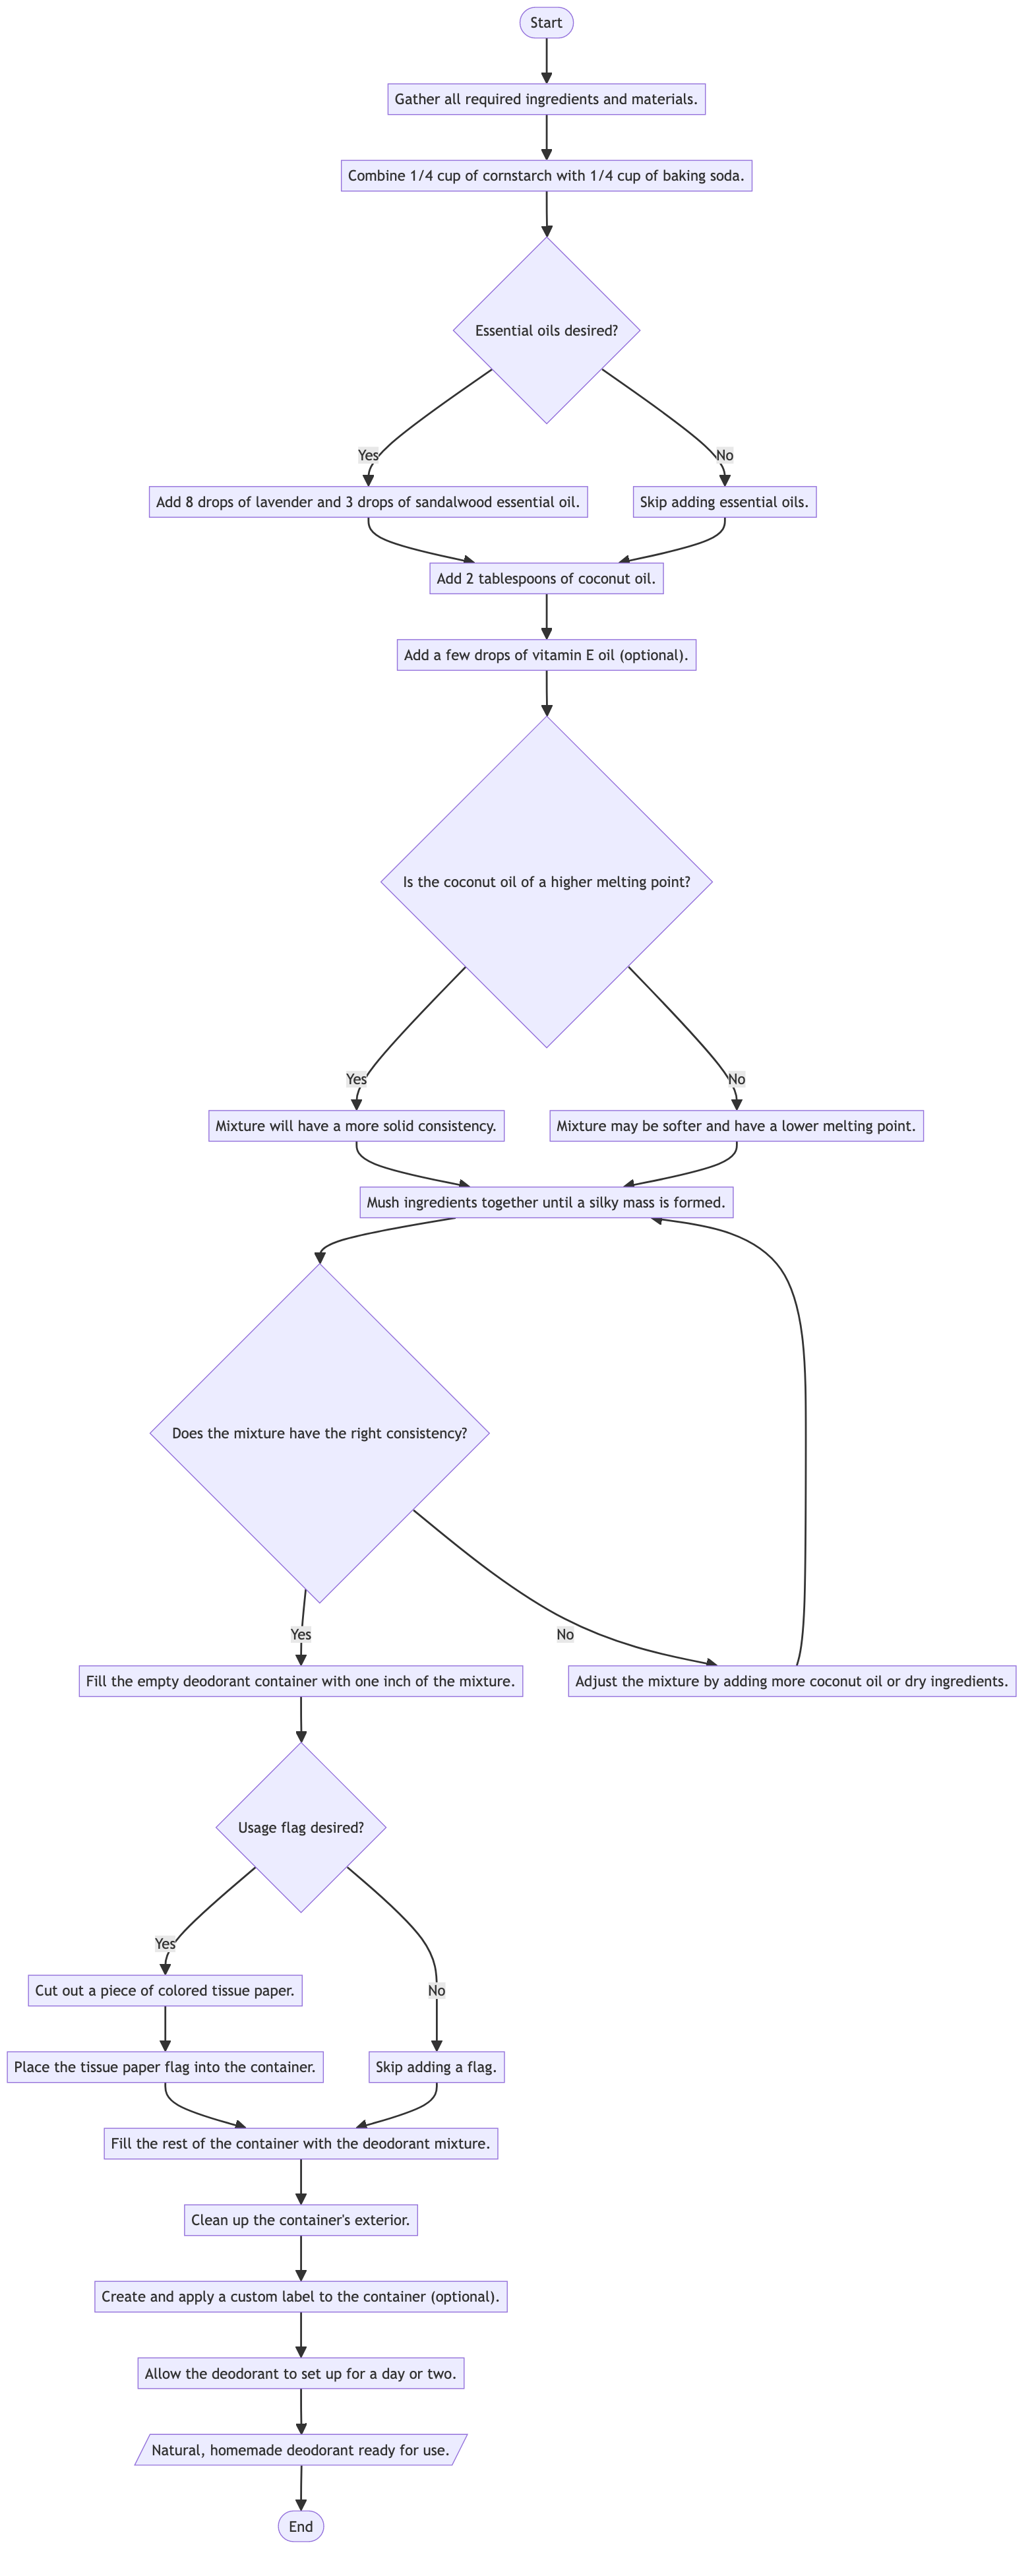 Start
Gather all required ingredients and materials.
Combine 1/4 cup of cornstarch with 1/4 cup of baking soda.
Essential oils desired?
Yes
No
Add 8 drops of lavender and 3 drops of sandalwood essential oil.
Skip adding essential oils.
Add 2 tablespoons of coconut oil.
Add a few drops of vitamin E oil (optional).
Is the coconut oil of a higher melting point?
Yes
No
Mixture will have a more solid consistency.
Mixture may be softer and have a lower melting point.
Mush ingredients together until a silky mass is formed.
Does the mixture have the right consistency?
Yes
No
Fill the empty deodorant container with one inch of the mixture.
Adjust the mixture by adding more coconut oil or dry ingredients.
Usage flag desired?
Yes
No
Cut out a piece of colored tissue paper.
Place the tissue paper flag into the container.
Skip adding a flag.
Fill the rest of the container with the deodorant mixture.
Clean up the container's exterior.
Create and apply a custom label to the container (optional).
Allow the deodorant to set up for a day or two.
Natural, homemade deodorant ready for use.
End